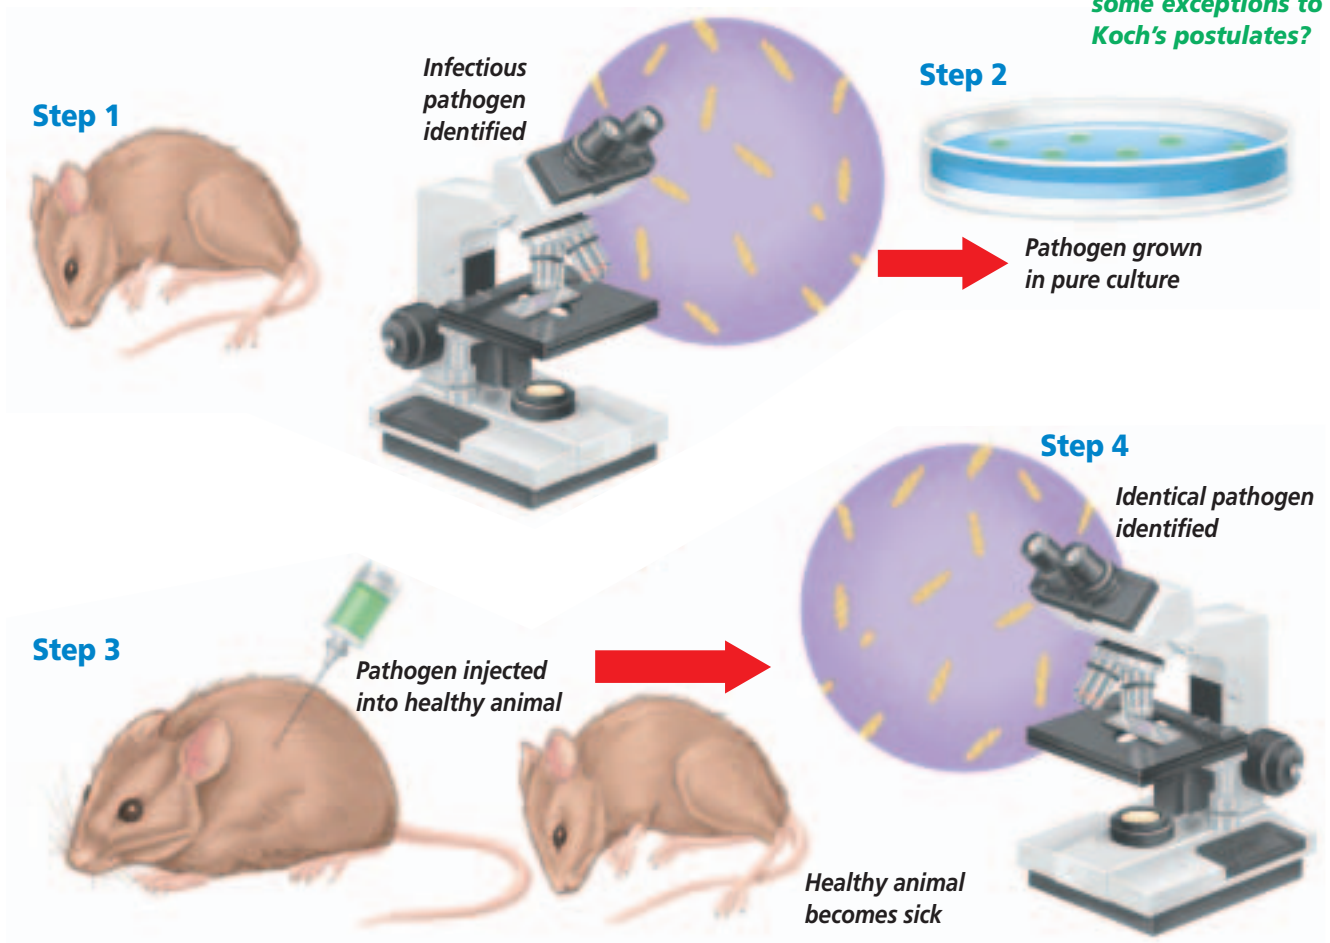 some exceptions to
Koch's postulates?
Step 1
Infectious
pathogen
identified
Step 2
Pathogen grown
in pure culture
Step 3
Pathogen injected
into healthy animal
Healthy animal
becomes sick
Step 4
Identical pathogen
identified